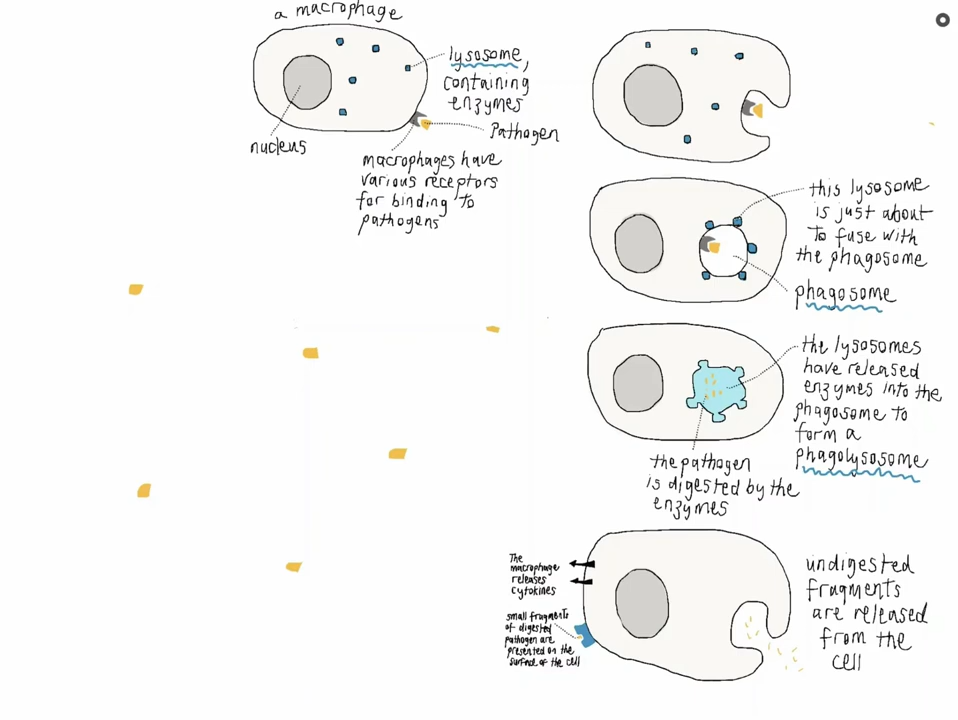 a macrophage
lysosome,
containing
enzymes
Pathogen
nucleus
macrophages have
various receptors
for binding to
pathogens
this lysosome
is just about
to fuse with
the phagosome
phagosome
the lysosomes
have released
enzymes into the
phagosome to
form a
phagolysosome
the pathogen
is digested by the
enzymes
The
macrophage
releases
cytokines
small fragments
of digested
pathogen are
presented on the
surface of the cell
undigested
fragments
are released
from the
cell